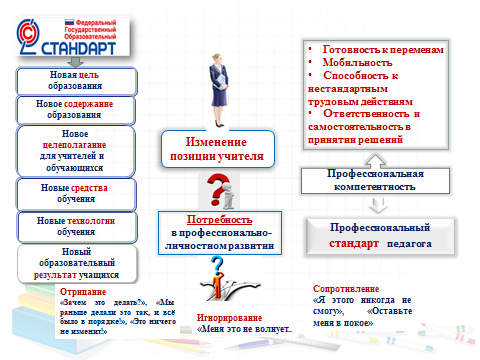 Федеральный
Государственный
Образовательный
СТАНДАРТ
Новая цель
образования
Новое содержание
образования
Новое
целеполагание
для учителей и
обучающихся
Новые средства
обучения
Новые технологии
обучения
Новый
образовательный
результат учащихся
Изменение
позиции учителя
Потребность
в профессионально-
личностном развитии
• Готовность к переменам
• Мобильность
• Способность к
нестандартным
трудовым действиям
• Ответственность и
самостоятельность в
принятии решений
Профессиональная
компетентность
Профессиональный
стандарт педагога
Отрицание
«Зачем это делать?», «Мы
раньше делали это так, и всё
было в порядке!», «Это ничего
не изменит!»
Игнорирование
«Меня это не волнует..
Сопротивление
«Я этого никогда не
смогу», «Оставьте
меня в покое»